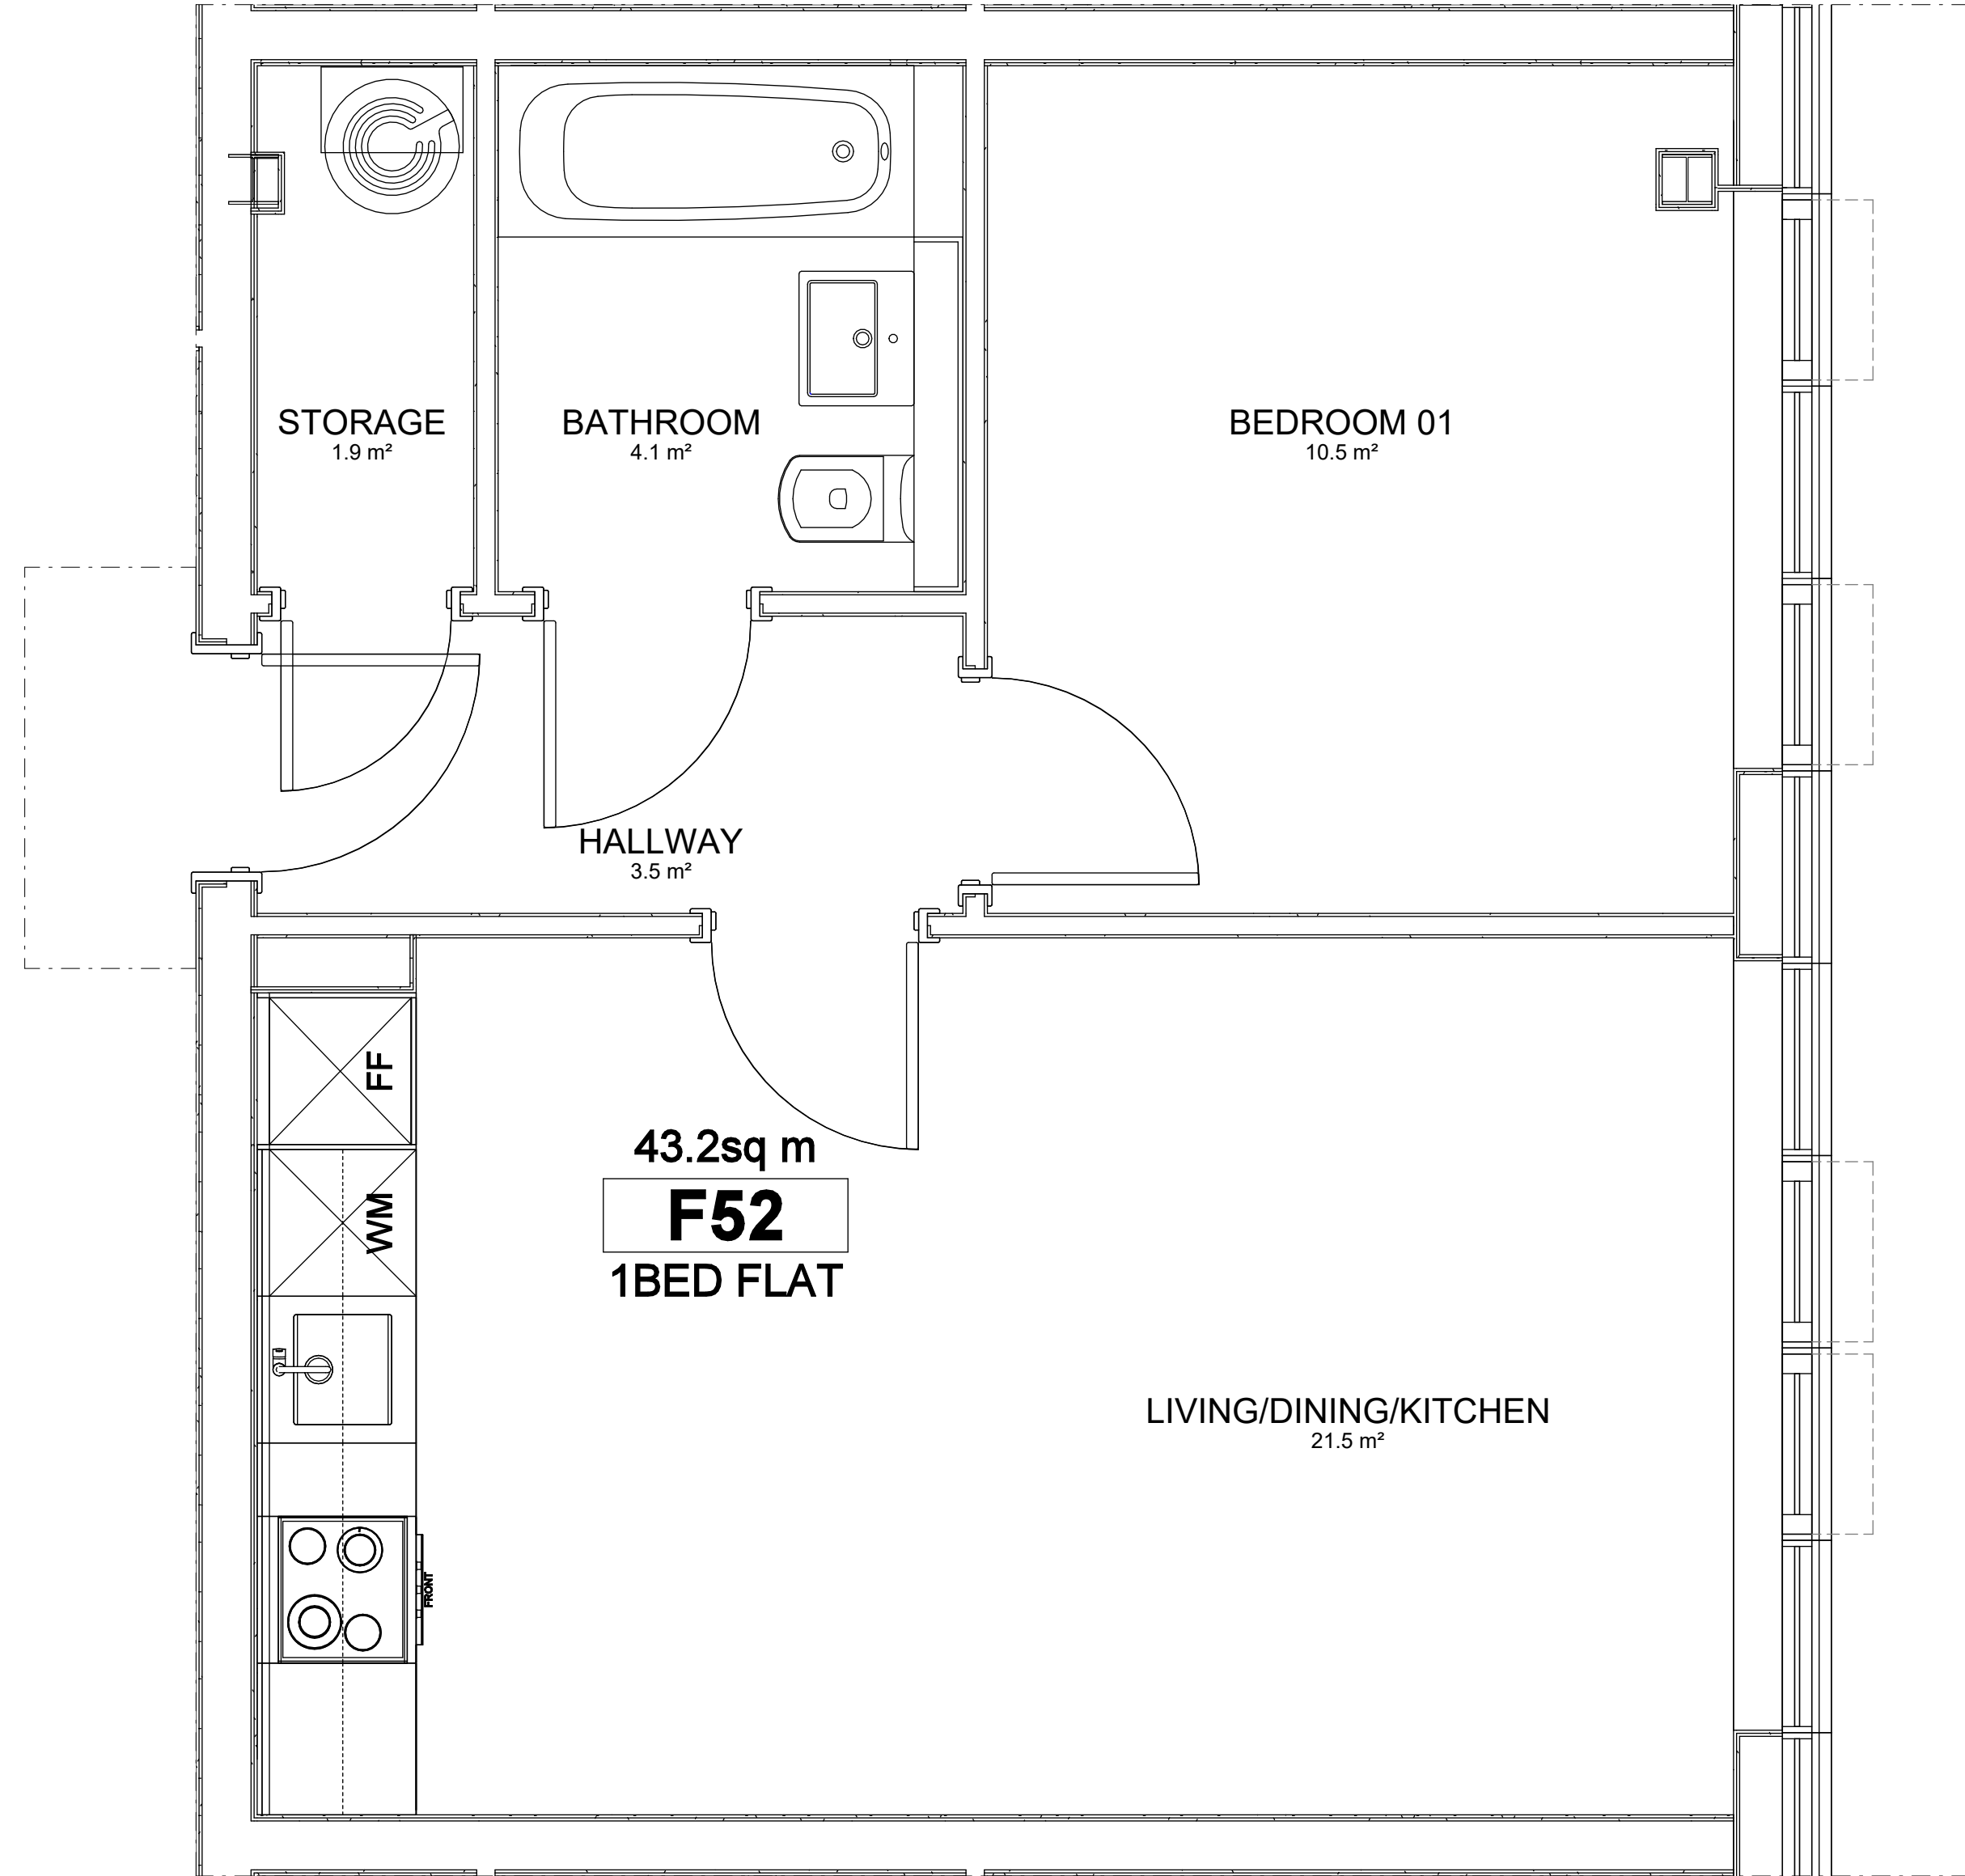 STORAGE
1.9 m²
BATHROOM
4.1 m²
BEDROOM 01
10.5 m²
HALLWAY
3.5 m²
FF
WM
43.2sq m
F52
1BED FLAT
LIVING/DINING/KITCHEN
21.5 m²
FRONT